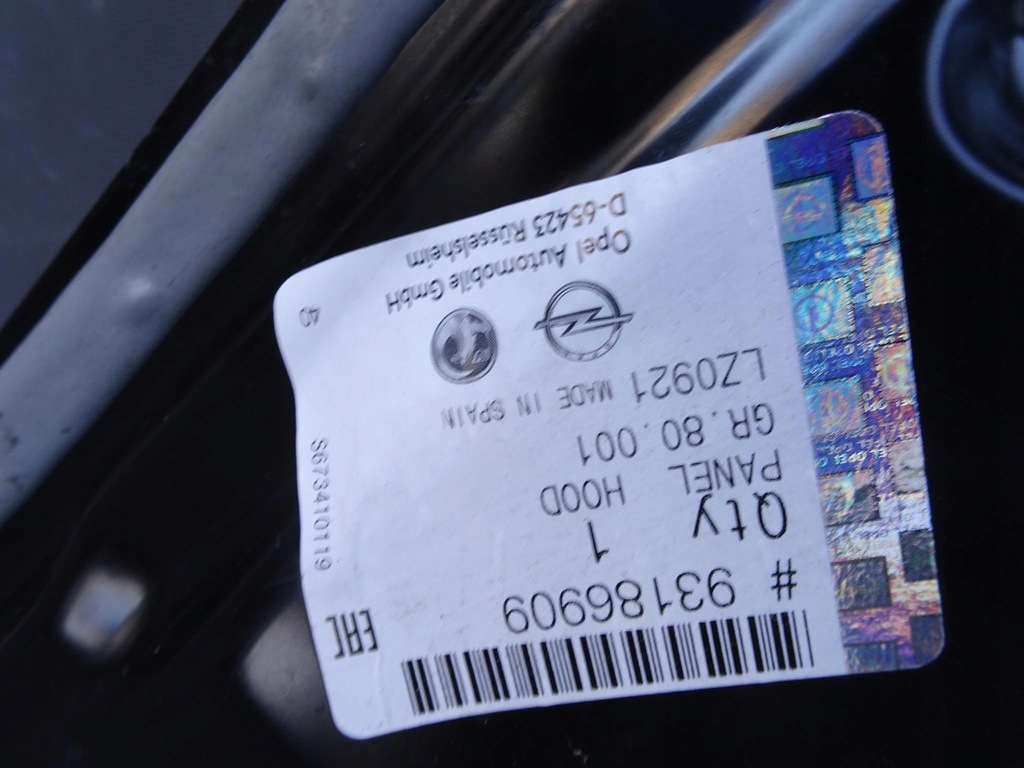 # 93186909
Qty 1
PANEL HOOD
GR.80.001
LZ0921 MADE IN SPAIN
Opel Automobile GmbH
D-65423 Rüsselsheim
EAC
S673410119
40